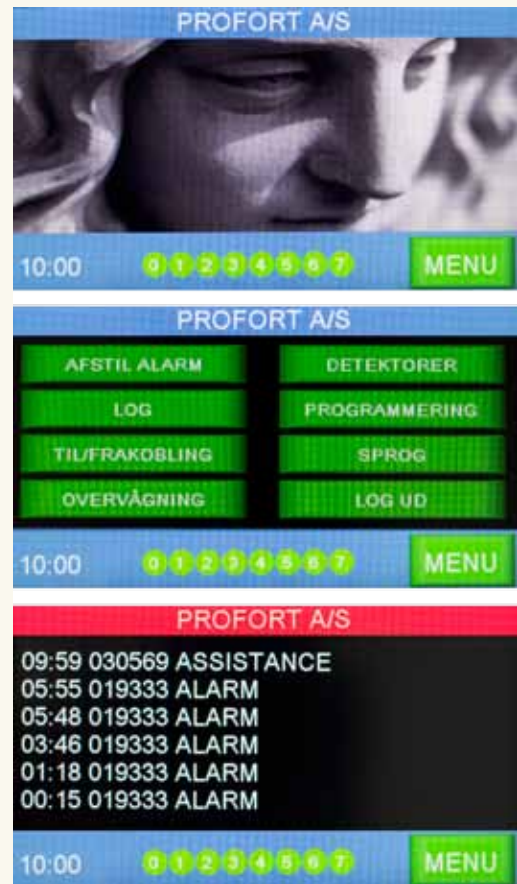 PROFORT A/S
10:00 0 1 2 3 4 5 6 7 MENU
PROFORT A/S
AFSTIL ALARM DETEKTORER
LOG PROGRAMMERING
TIL/FRAKOBLING SPROG
OVERVÅGNING LOG UD
10:00 0 1 2 3 4 5 6 7 MENU
PROFORT A/S
09:59 030569 ASSISTANCE
05:55 019333 ALARM
05:48 019333 ALARM
03:46 019333 ALARM
01:18 019333 ALARM
00:15 019333 ALARM
10:00 0 1 2 3 4 5 6 7 MENU